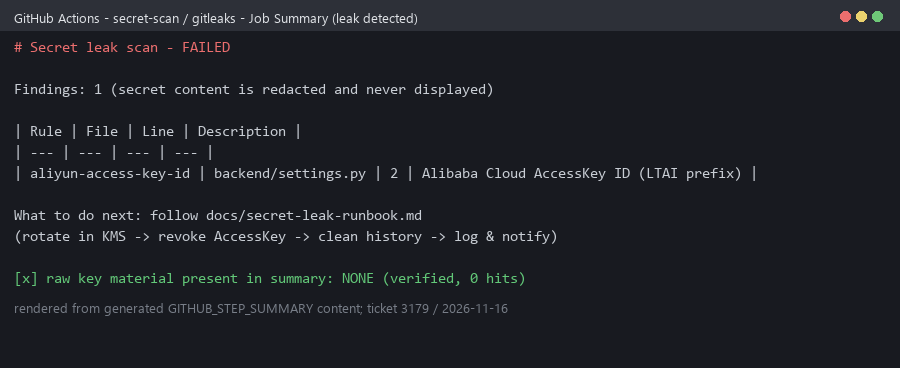 GitHub Actions - secret-scan / gitleaks - Job Summary (leak detected)
# Secret leak scan - FAILED
Findings: 1 (secret content is redacted and never displayed)
| Rule | File | Line | Description |
| --- | --- | --- | --- |
| aliyun-access-key-id | backend/settings.py | 2 | Alibaba Cloud AccessKey ID (LTAI prefix) |
What to do next: follow docs/secret-leak-runbook.md
(rotate in KMS -> revoke AccessKey -> clean history -> log & notify)
[x] raw key material present in summary: NONE (verified, 0 hits)
rendered from generated GITHUB_STEP_SUMMARY content; ticket 3179 / 2026-11-16